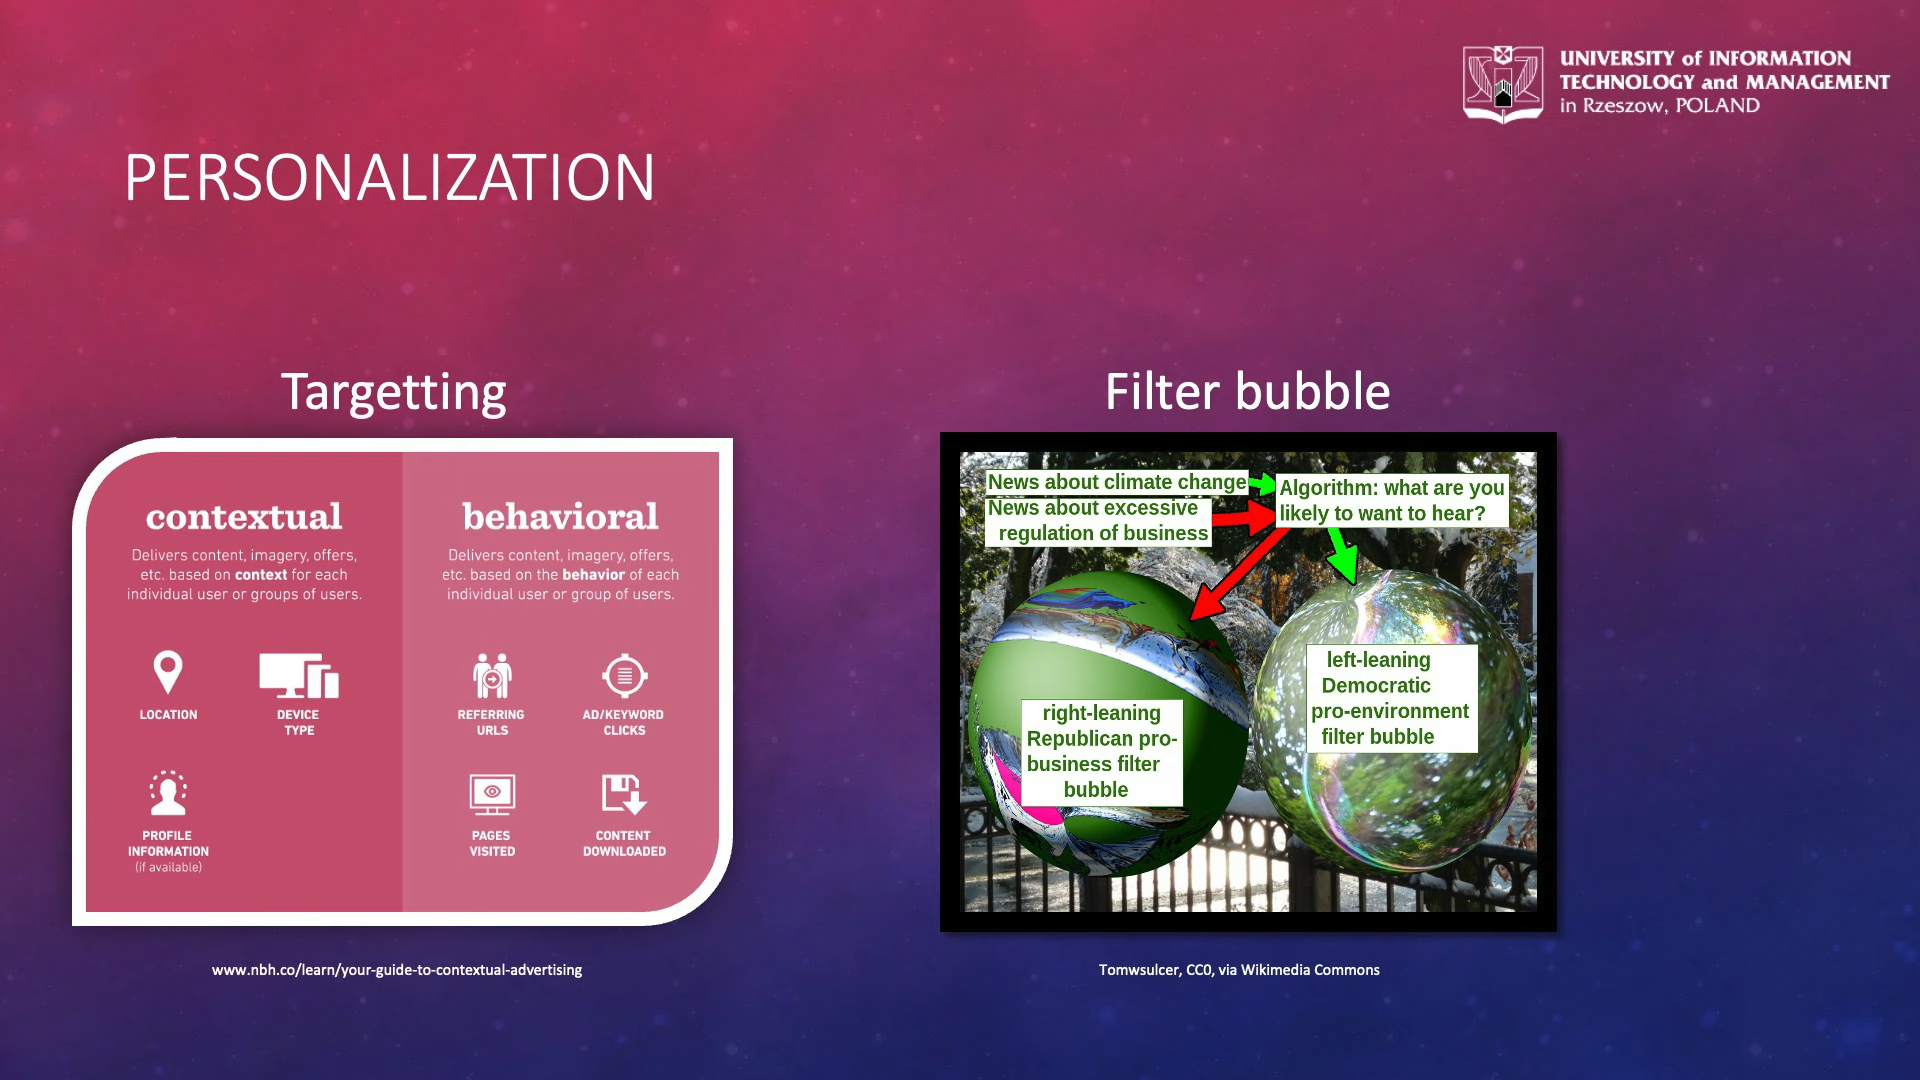 UNIVERSITY of INFORMATION
TECHNOLOGY and MANAGEMENT
in Rzeszow, POLAND
PERSONALIZATION
Targetting
contextual
Delivers content, imagery, offers,
etc. based on context for each
individual user or groups of users.
LOCATION
DEVICE
TYPE
PROFILE
INFORMATION
(if available)
behavioral
Delivers content, imagery, offers,
etc. based on the behavior of each
individual user or group of users.
REFERRING
URLS
AD/KEYWORD
CLICKS
PAGES
VISITED
CONTENT
DOWNLOADED
www.nbh.co/learn/your-guide-to-contextual-advertising
Filter bubble
News about climate change
News about excessive
regulation of business
Algorithm: what are you
likely to want to hear?
right-leaning
Republican pro-
business filter
bubble
left-leaning
Democratic
pro-environment
filter bubble
Tomwsulcer, CC0, via Wikimedia Commons